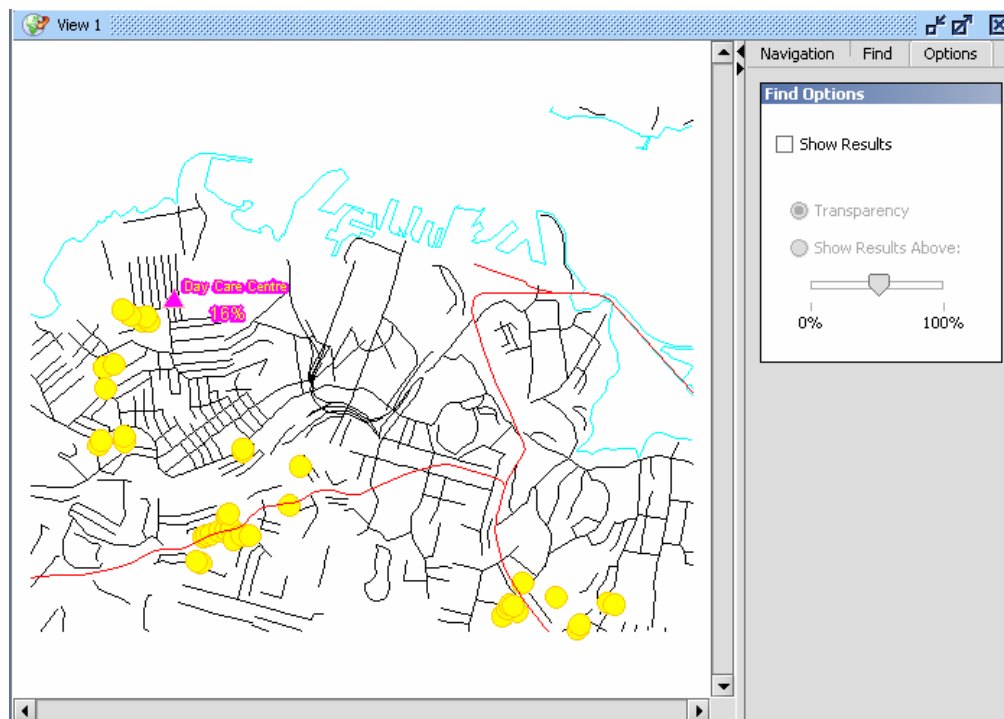 View 1
Navigation Find Options
Find Options
Show Results
Transparency
Show Results Above:
0% 100%
Day Care Centre
16%